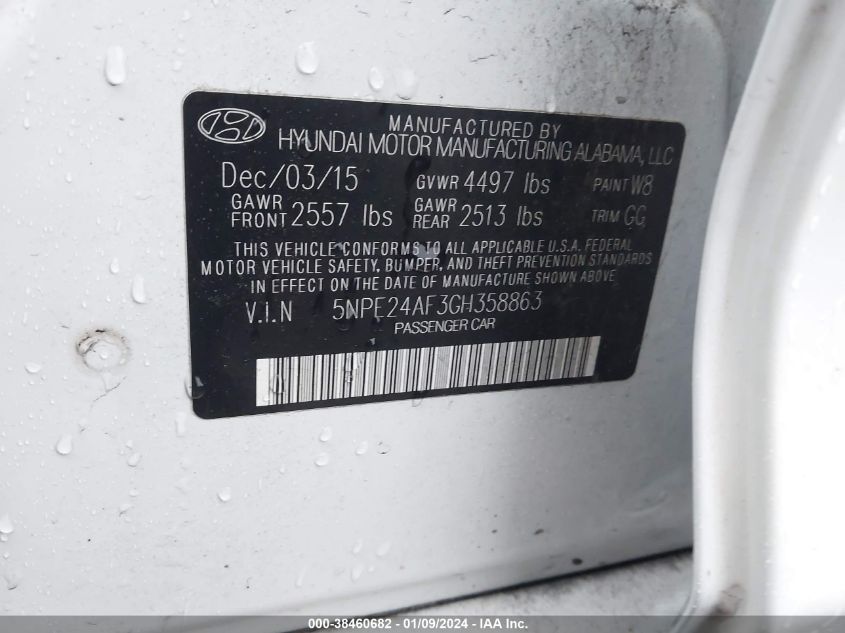 MANUFACTURED BY
HYUNDAI MOTOR MANUFACTURING ALABAMA, LLC
Dec/03/15 GVWR 4497 lbs PAINT W8
GAWR FRONT 2557 lbs GAWR REAR 2513 lbs TRIM GG
THIS VEHICLE CONFORMS TO ALL APPLICABLE U.S.A. FEDERAL
MOTOR VEHICLE SAFETY, BUMPER, AND THEFT PREVENTION STANDARDS
IN EFFECT ON THE DATE OF MANUFACTURE SHOWN ABOVE
V.I.N 5NPE24AF3GH358863
PASSENGER CAR
000-38460682 - 01/09/2024 - IAA Inc.